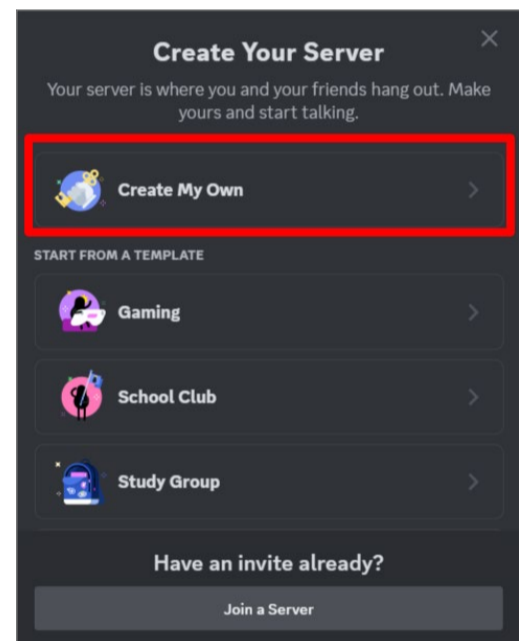 Create Your Server
Your server is where you and your friends hang out. Make
yours and start talking.
Create My Own
START FROM A TEMPLATE
Gaming
School Club
Study Group
Have an invite already?
Join a Server